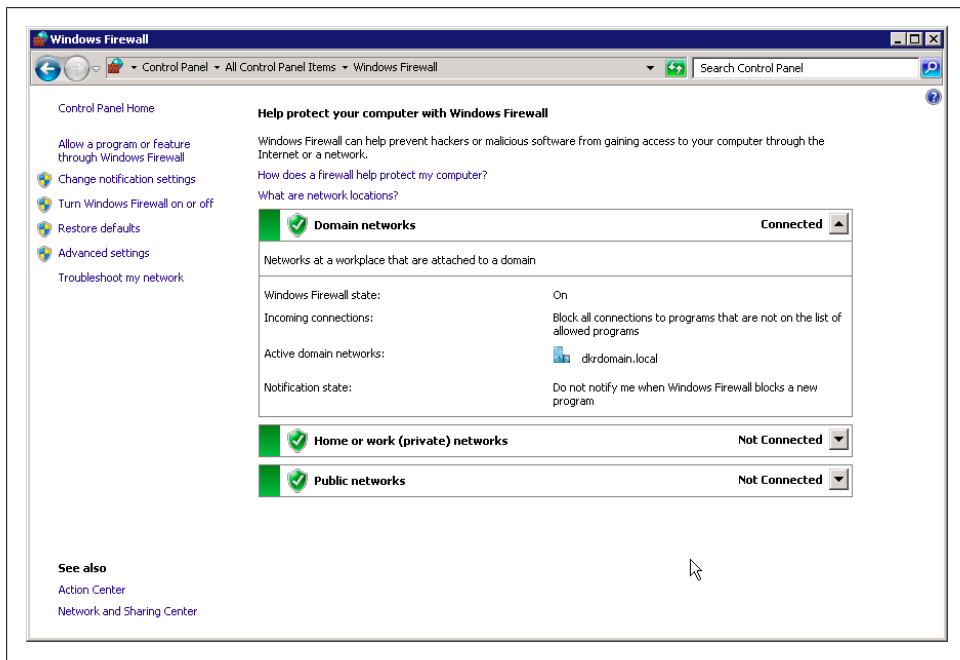 Windows Firewall
Control Panel
All Control Panel Items
Windows Firewall
Search Control Panel
Control Panel Home
Allow a program or feature
through Windows Firewall
Change notification settings
Turn Windows Firewall on or off
Restore defaults
Advanced settings
Troubleshoot my network
See also
Action Center
Network and Sharing Center
Help protect your computer with Windows Firewall
Windows Firewall can help prevent hackers or malicious software from gaining access to your computer through the
Internet or a network.
How does a firewall help protect my computer?
What are network locations?
Domain networks Connected
Networks at a workplace that are attached to a domain
Windows Firewall state: On
Incoming connections: Block all connections to programs that are not on the list of
allowed programs
Active domain networks: dkrdomain.local
Notification state: Do not notify me when Windows Firewall blocks a new
program
Home or work (private) networks Not Connected
Public networks Not Connected